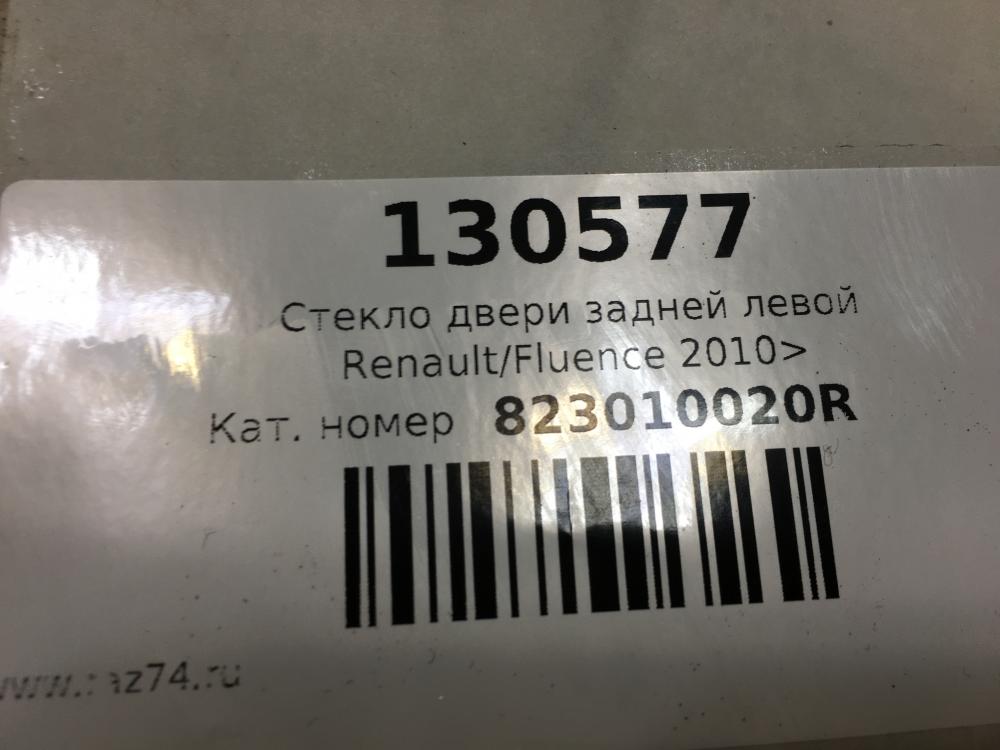 130577
Стекло двери задней левой
Renault/Fluence 2010>
Кат. номер 823010020R